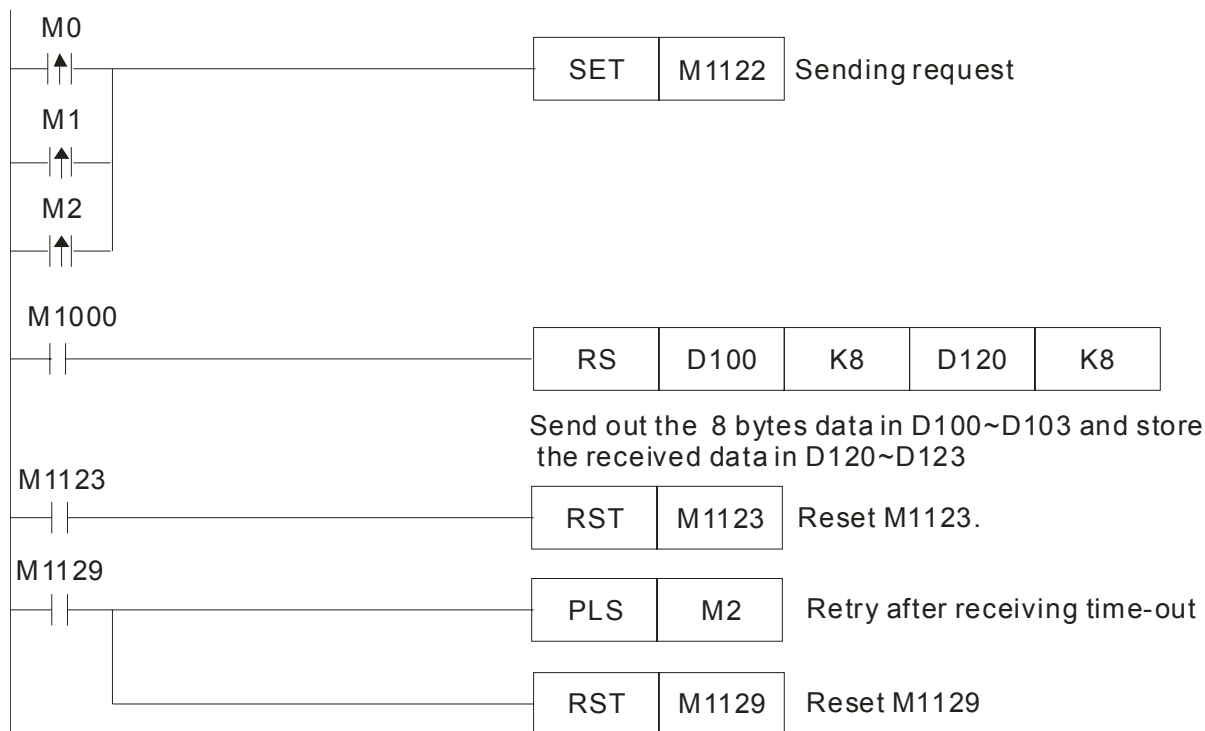 M0
SET M1122 Sending request
M1
M2
M1000
RS D100 K8 D120 K8
Send out the 8 bytes data in D100~D103 and store
the received data in D120~D123
M1123
RST M1123 Reset M1123.
M1129
PLS M2 Retry after receiving time-out
RST M1129 Reset M1129